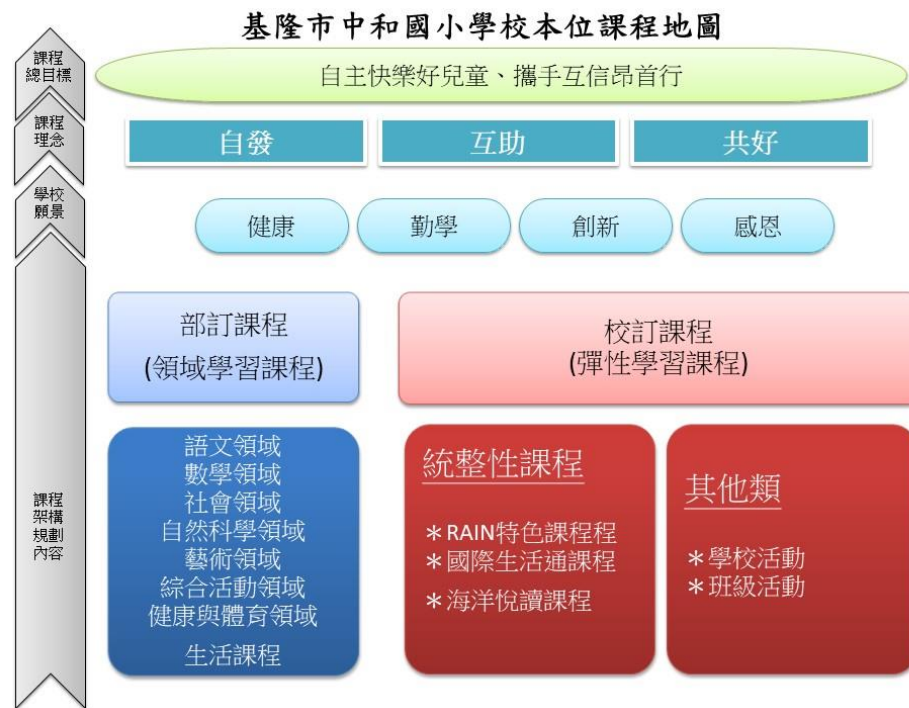 基隆市中和國小學校本位課程地圖
課程
總目標
自主快樂好兒童、攜手互信昂首行
課程
理念
自發
互助
共好
學校
願景
健康
勤學
創新
感恩
課程
架構
規劃
內容
部訂課程
(領域學習課程)
校訂課程
(彈性學習課程)
語文領域
數學領域
社會領域
自然科學領域
藝術領域
綜合活動領域
健康與體育領域
生活課程
統整性課程
＊RAIN特色課程程
＊國際生活通課程
＊海洋悅讀課程
其他類
＊學校活動
＊班級活動